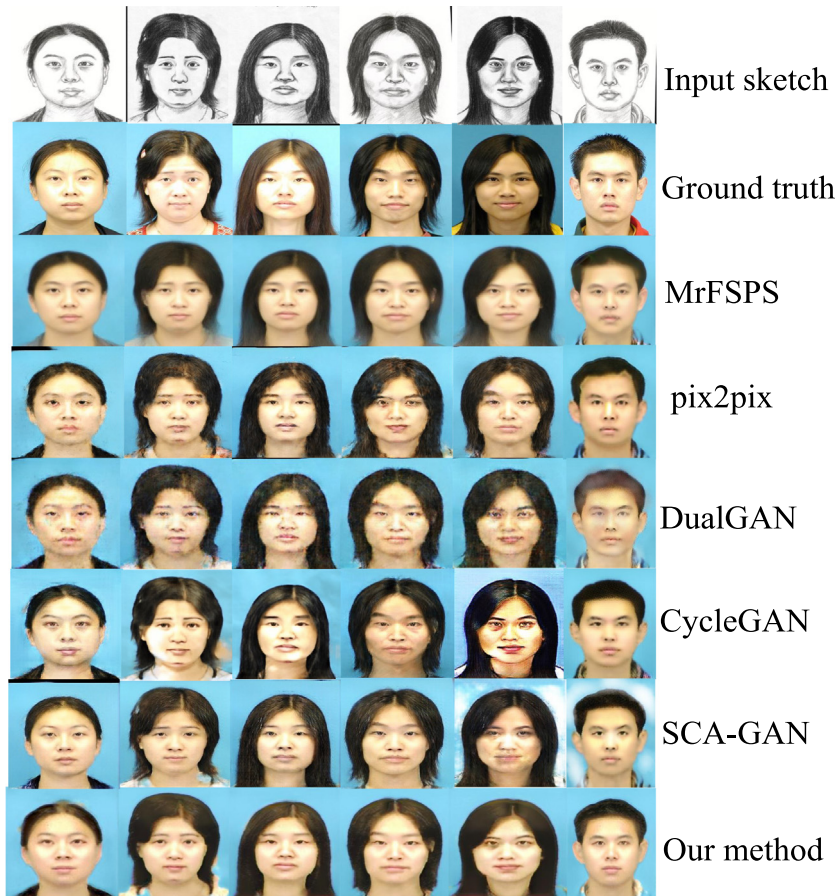 Input sketch
Ground truth
MrFSPS
pix2pix
DualGAN
CycleGAN
SCA-GAN
Our method